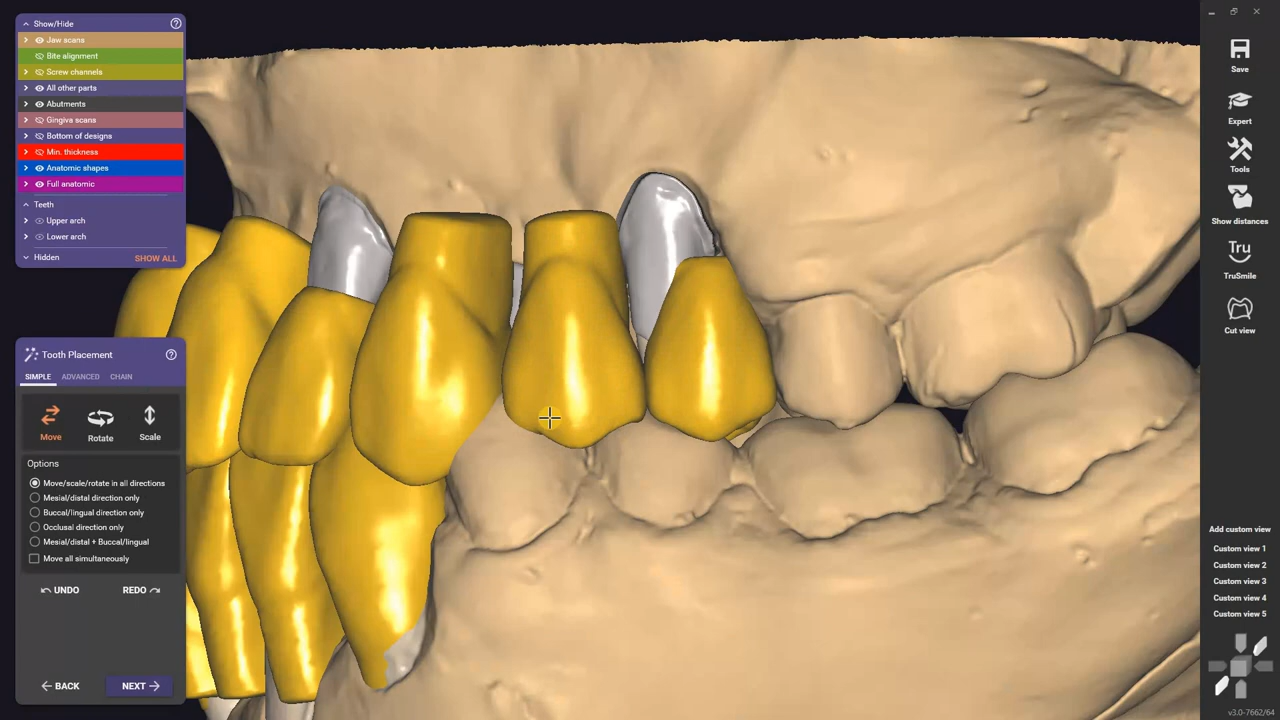 Show/Hide
Jaw scans
Bite alignment
Screw channels
All other parts
Abutments
Gingiva scans
Bottom of designs
Min. thickness
Anatomic shapes
Full anatomic
Teeth
Upper arch
Lower arch
Hidden
SHOW ALL
Tooth Placement
SIMPLE ADVANCED CHAIN
Move Rotate Scale
Options
Move/scale/rotate in all directions
Mesial/distal direction only
Buccal/lingual direction only
Occlusal direction only
Mesial/distal + Buccal/lingual
Move all simultaneously
UNDO REDO
BACK NEXT
Save
Expert
Tools
Show distances
Tru
TruSmile
Cut view
Add custom view
Custom view 1
Custom view 2
Custom view 3
Custom view 4
Custom view 5
v3.0-7662/64